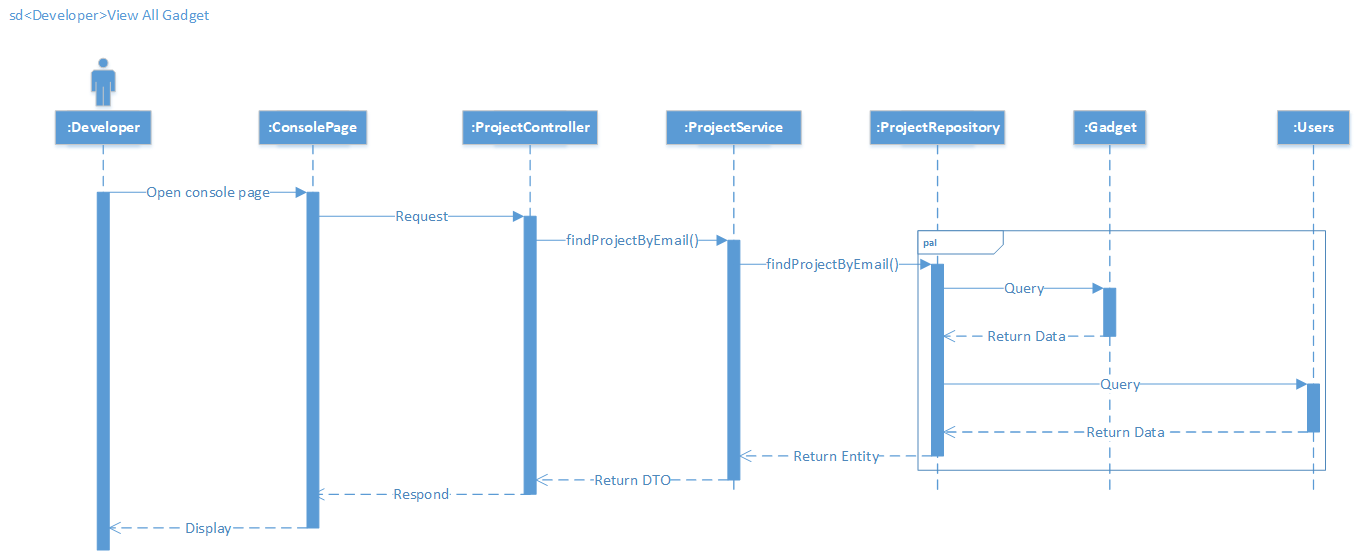 sd<Developer>View All Gadget
:Developer
:ConsolePage
:ProjectController
:ProjectService
:ProjectRepository
:Gadget
:Users
Open console page
Request
findProjectByEmail()
pal
findProjectByEmail()
Query
Return Data
Query
Return Data
Return Entity
Return DTO
Respond
Display